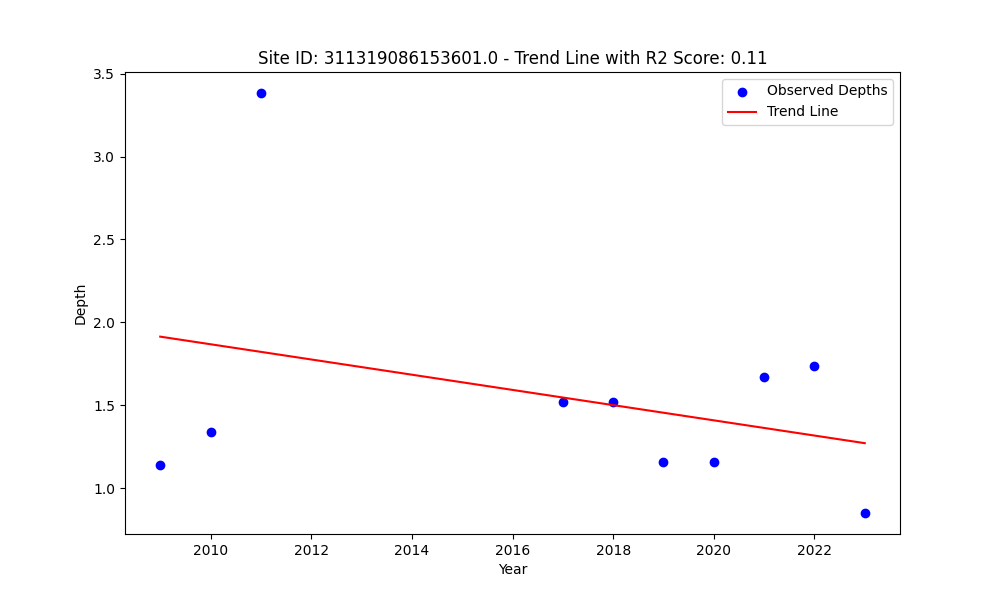 Site ID: 311319086153601.0 - Trend Line with R2 Score: 0.11
Observed Depths
Trend Line
3.5
3.0
2.5
2.0
1.5
1.0
Depth
2010
2012
2014
2016
2018
2020
2022
Year